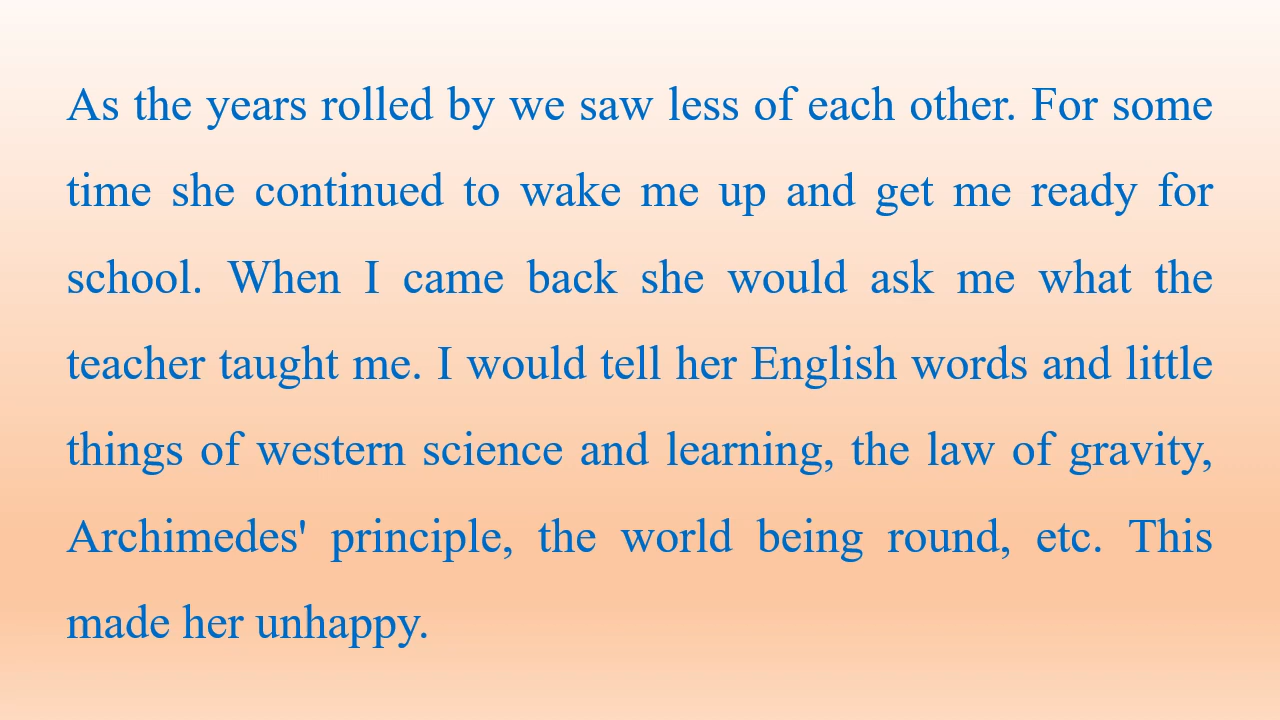 As the years rolled by we saw less of each other. For some
time she continued to wake me up and get me ready for
school. When I came back she would ask me what the
teacher taught me. I would tell her English words and little
things of western science and learning, the law of gravity,
Archimedes' principle, the world being round, etc. This
made her unhappy.